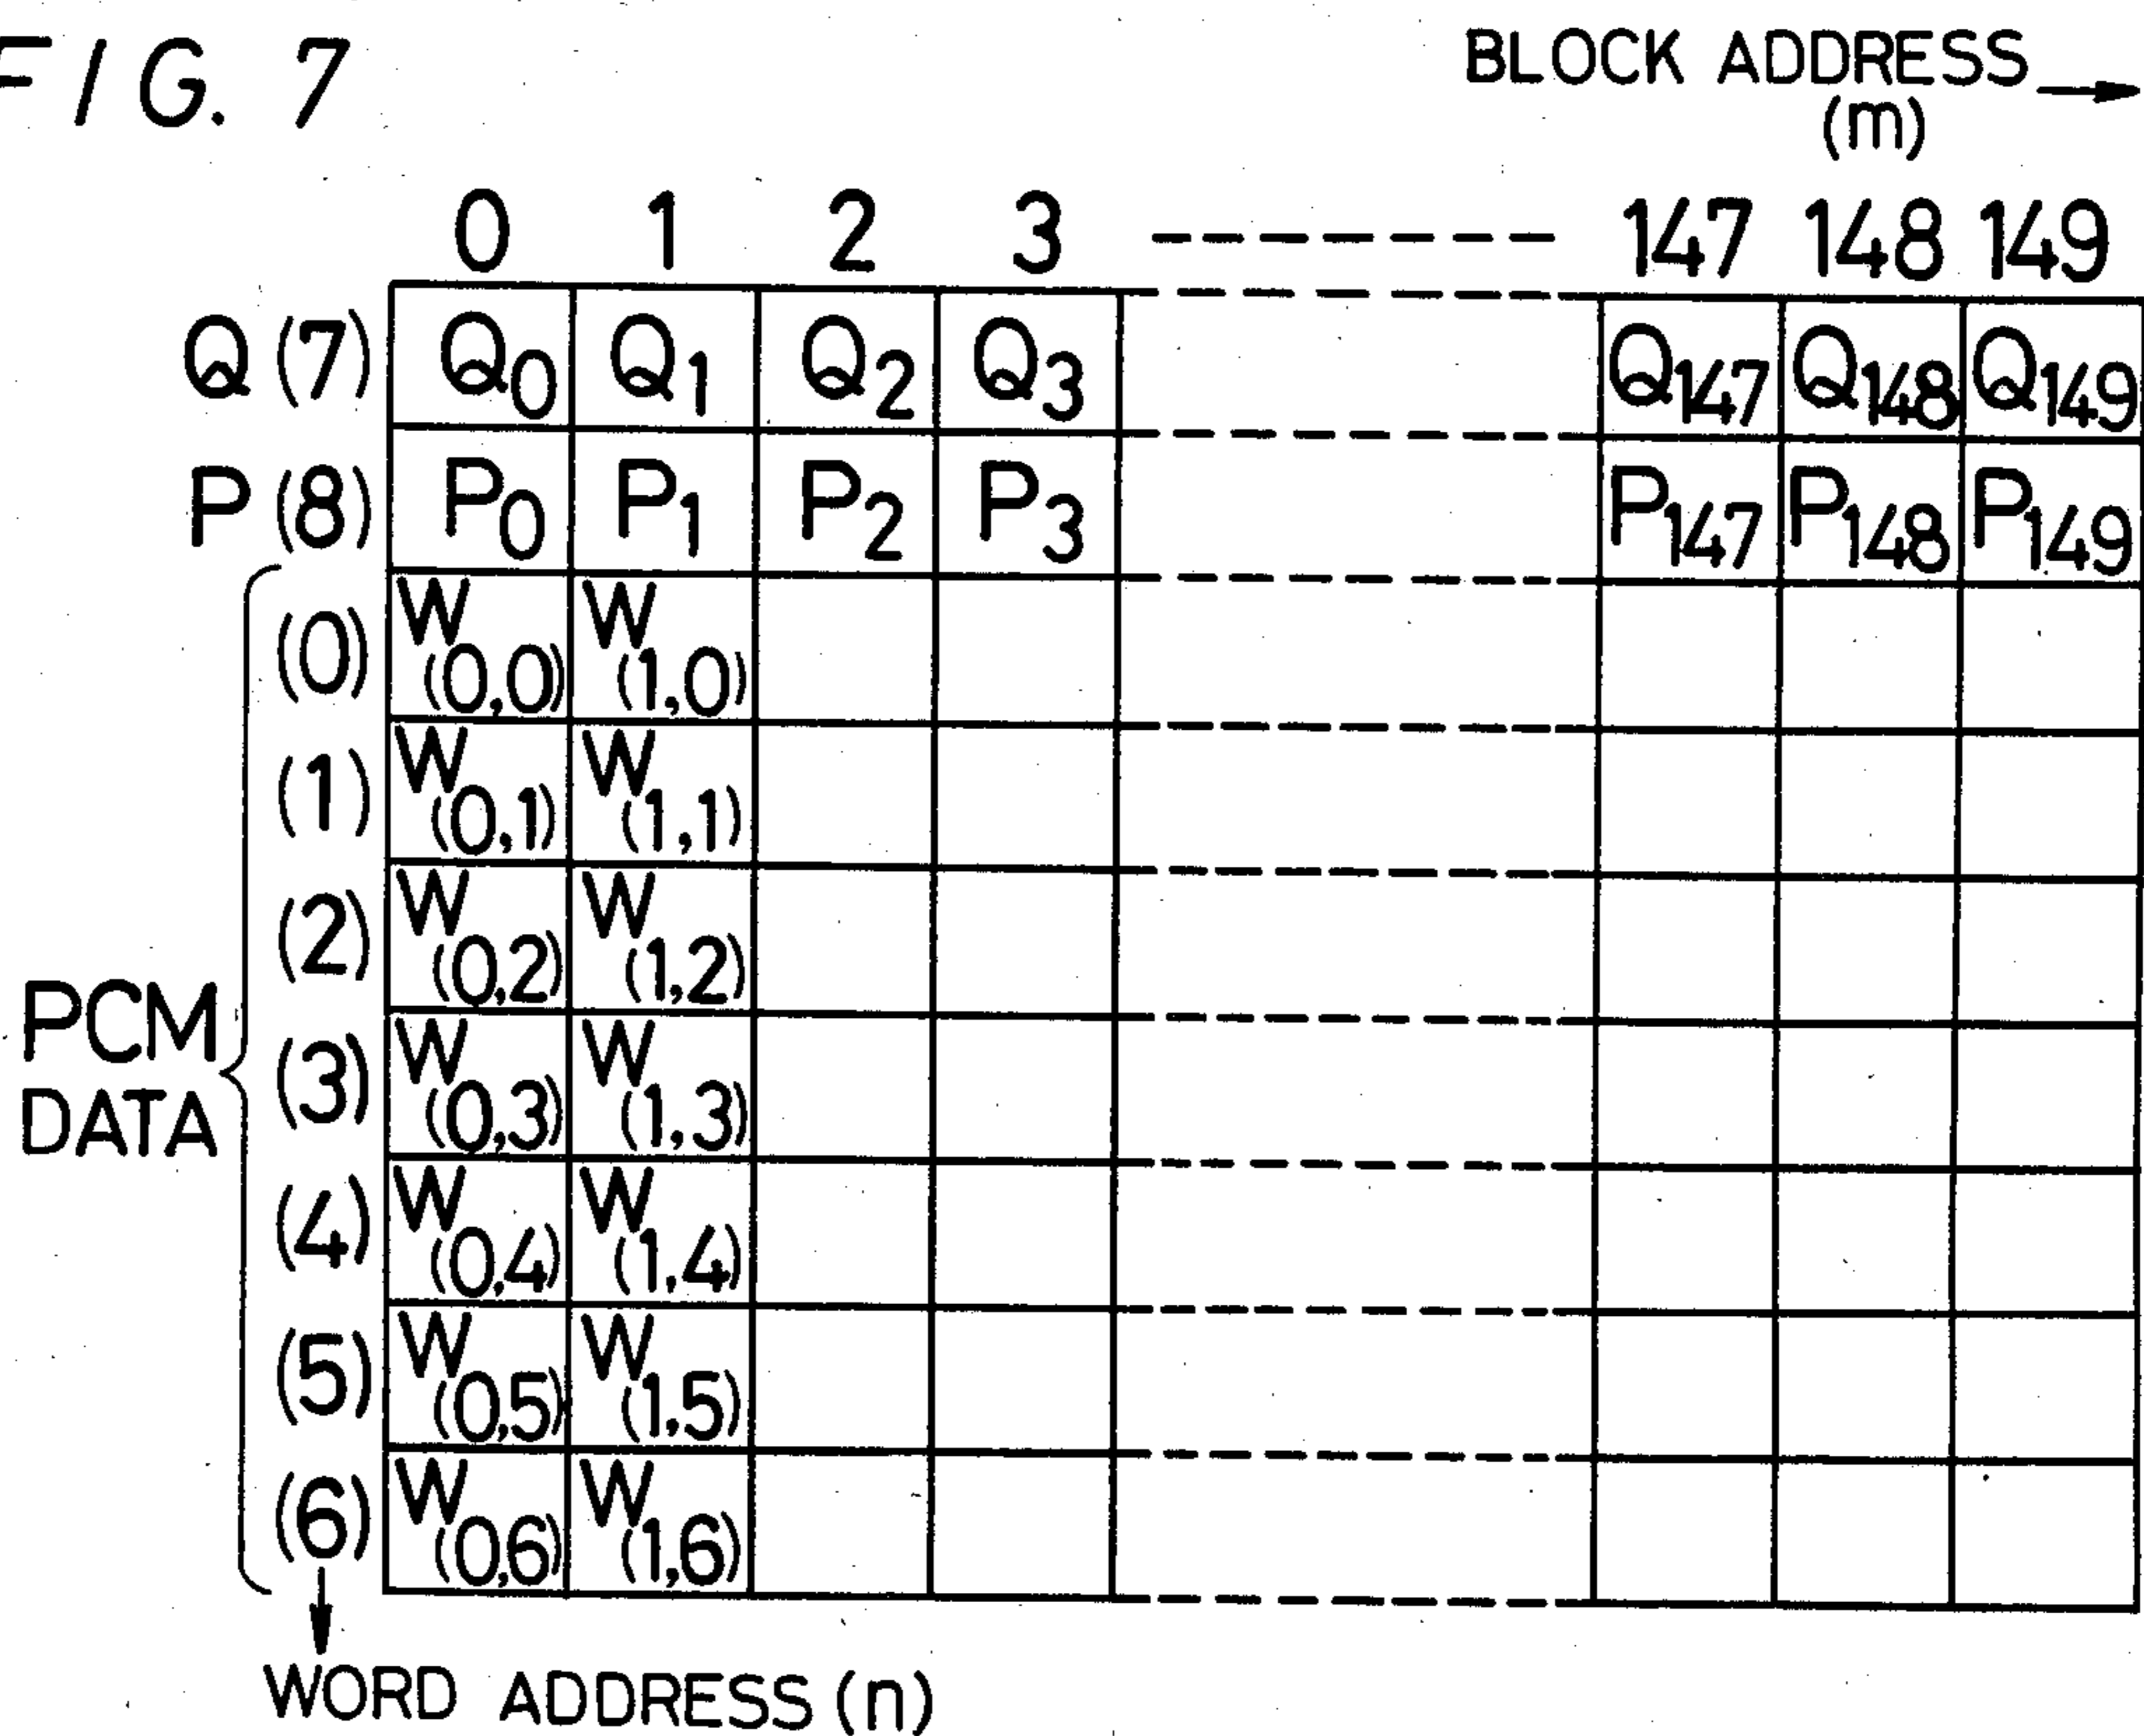 FIG. 7
BLOCK ADDRESS
(m)
0 1 2 3 147 148 149
Q (7) Q0 Q1 Q2 Q3 Q147 Q148 Q149
P (8) P0 P1 P2 P3 P147 P148 P149
(0) W(0,0) W(1,0)
(1) W(0,1) W(1,1)
(2) W(0,2) W(1,2)
PCM DATA
(3) W(0,3) W(1,3)
(4) W(0,4) W(1,4)
(5) W(0,5) W(1,5)
(6) W(0,6) W(1,6)
WORD ADDRESS (n)